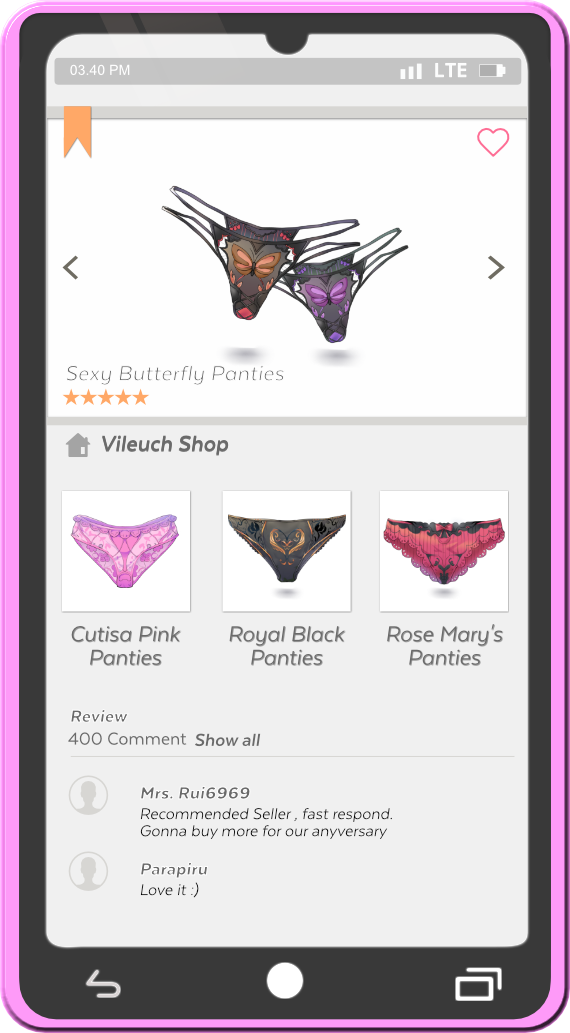 03.40 PM
LTE
Sexy Butterfly Panties
Vileuch Shop
Cutisa Pink
Panties
Royal Black
Panties
Rose Mary's
Panties
Review
400 Comment Show all
Mrs. Rui6969
Recommended Seller , fast respond.
Gonna buy more for our anyversary
Parapiru
Love it :)